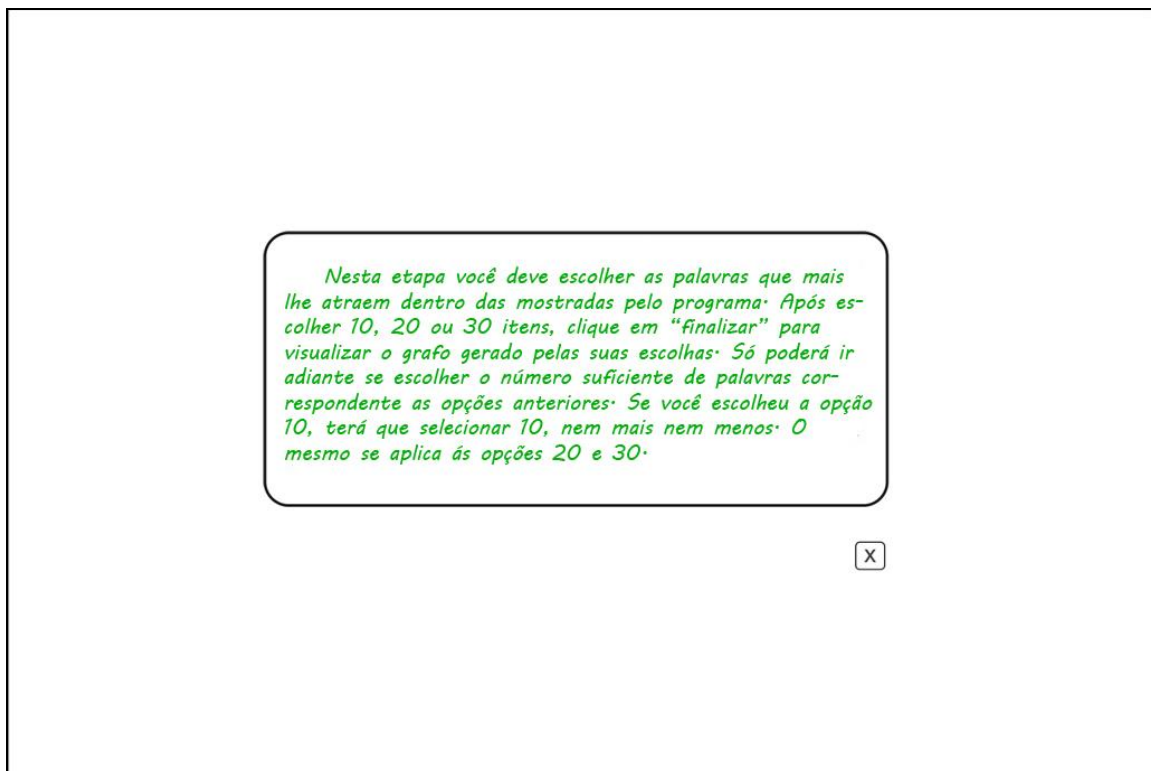 Nesta etapa você deve escolher as palavras que mais
lhe atraem dentro das mostradas pelo programa. Após es-
colher 10, 20 ou 30 itens, clique em “finalizar” para
visualizar o grafo gerado pelas suas escolhas. Só poderá ir
adiante se escolher o número suficiente de palavras cor-
respondente as opções anteriores. Se você escolheu a opção
10, terá que selecionar 10, nem mais nem menos. O
mesmo se aplica ás opções 20 e 30.
X